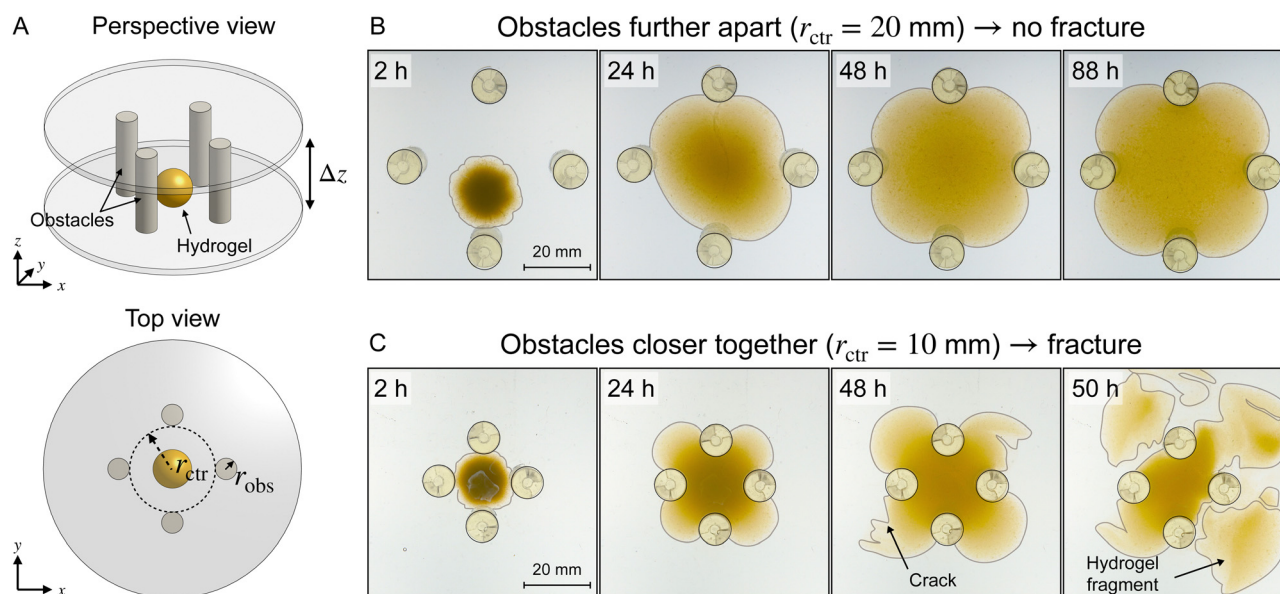 A
Perspective view
Δz
Obstacles
Hydrogel
z
y
x
Top view
r_ctr
r_obs
y
x
B
Obstacles further apart (r_ctr = 20 mm) → no fracture
2 h
24 h
48 h
88 h
20 mm
C
Obstacles closer together (r_ctr = 10 mm) → fracture
2 h
24 h
48 h
50 h
20 mm
Crack
Hydrogel
fragment